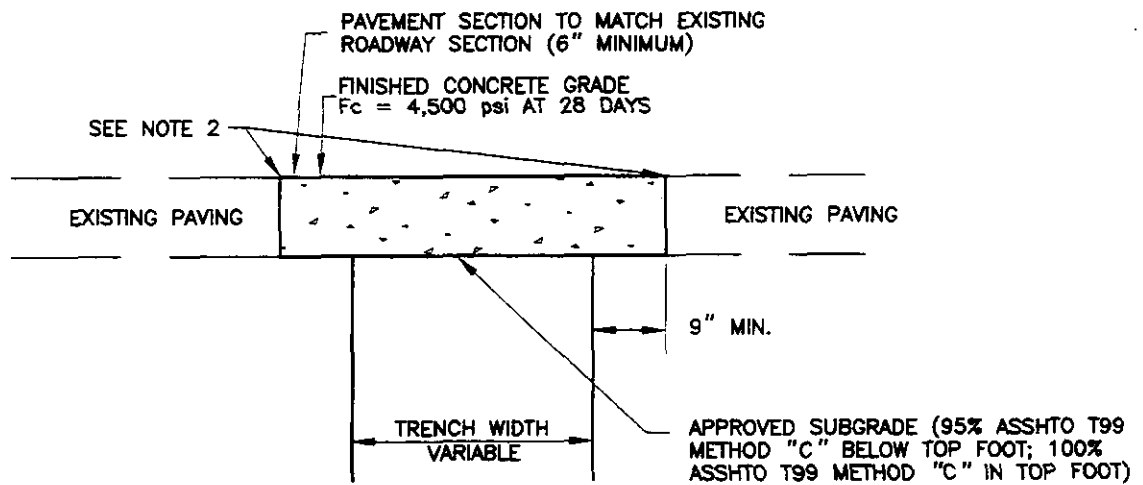 PAVEMENT SECTION TO MATCH EXISTING
ROADWAY SECTION (6" MINIMUM)
FINISHED CONCRETE GRADE
Fc = 4,500 psi AT 28 DAYS
SEE NOTE 2
EXISTING PAVING
EXISTING PAVING
9" MIN.
TRENCH WIDTH
VARIABLE
APPROVED SUBGRADE (95% ASSHTO T99
METHOD "C" BELOW TOP FOOT; 100%
ASSHTO T99 METHOD "C" IN TOP FOOT)